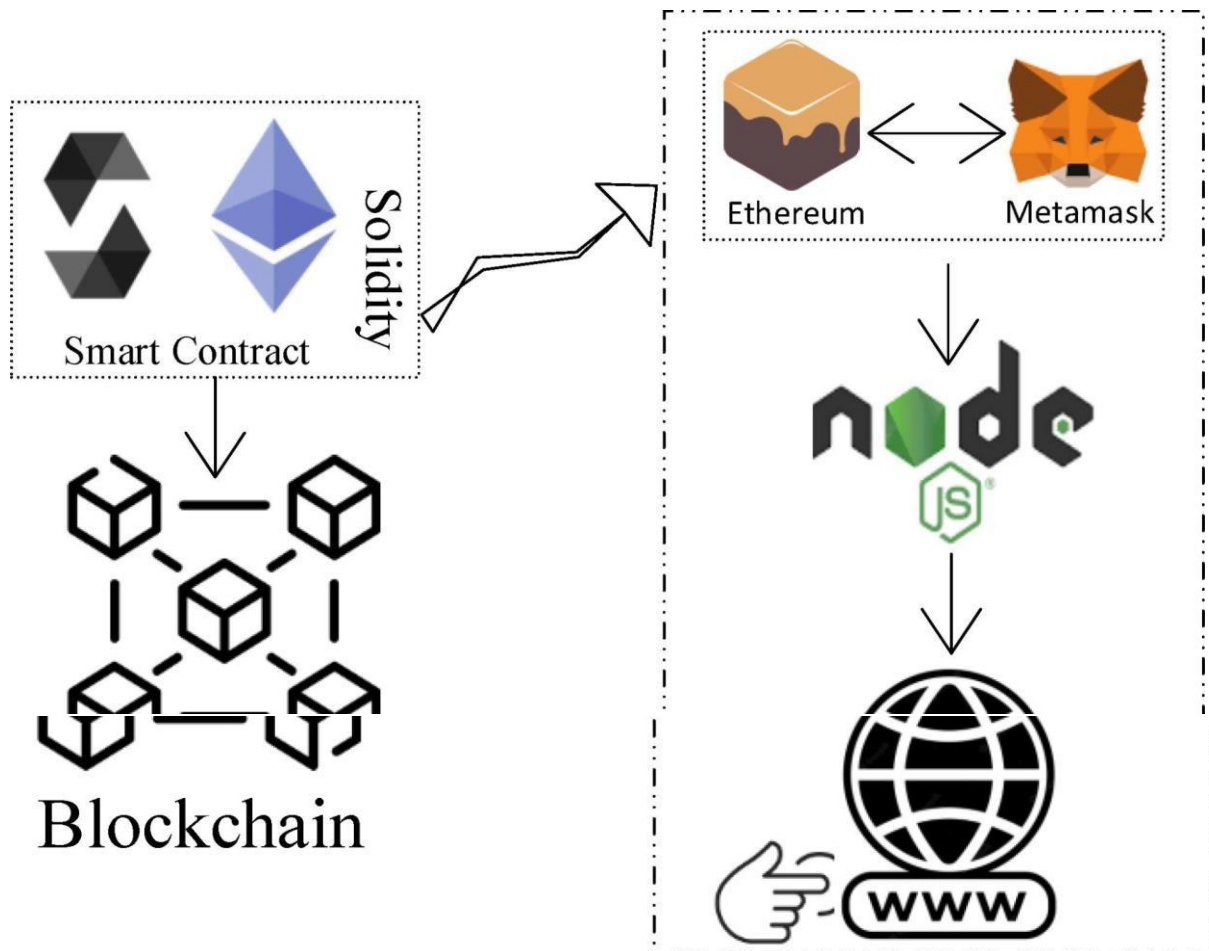 Solidity
Smart Contract
Blockchain
Ethereum
Metamask
node
JS
®
www